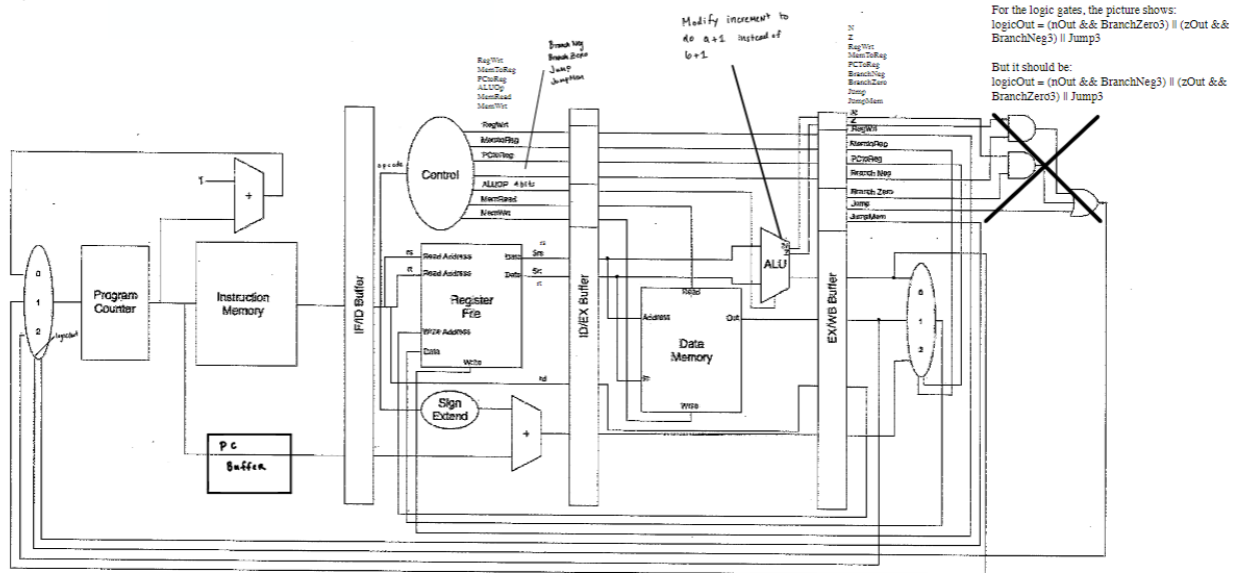 For the logic gates, the picture shows:
logicOut = (nOut && BranchZero3) || (zOut &&
BranchNeg3) || Jump3
But it should be:
logicOut = (nOut && BranchNeg3) || (zOut &&
BranchZero3) || Jump3
Modify increment to
do a+1 instead of
b+1
Branch Neg
Branch Zero
Jump
JumpMem
RegWrt
MemToReg
PCtoReg
ALUOp
MemRead
MemWrt
N
Z
RegWrt
MemToReg
PCToReg
BranchNeg
BranchZero
Jump
JumpMem
opcode
Control
RegWrt
MemtoReg
PCtoReg
ALUOP 4 bits
MemRead
MemWrt
N
Z
RegWrt
MemtoReg
PCtoReg
Branch Neg
Branch Zero
Jump
JumpMem
1
+
0
1
2
logicOut
Program
Counter
Instruction
Memory
IF/ID Buffer
rs
rt
Read Address
Read Address
Register
File
Write Address
Data
Write
Data
Data
rs
rt
rd
Sign
Extend
+
PC
Buffer
ID/EX Buffer
ALU
N
Z
Read
Address
Out
Data
Memory
Write
EX/WB Buffer
0
1
2